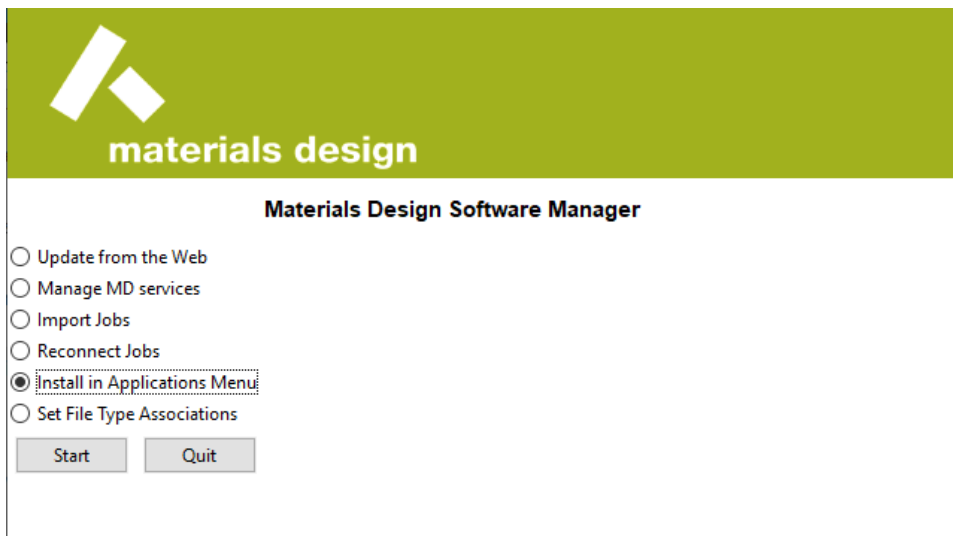 materials design
Materials Design Software Manager
Update from the Web
Manage MD services
Import Jobs
Reconnect Jobs
Install in Applications Menu
Set File Type Associations
Start Quit